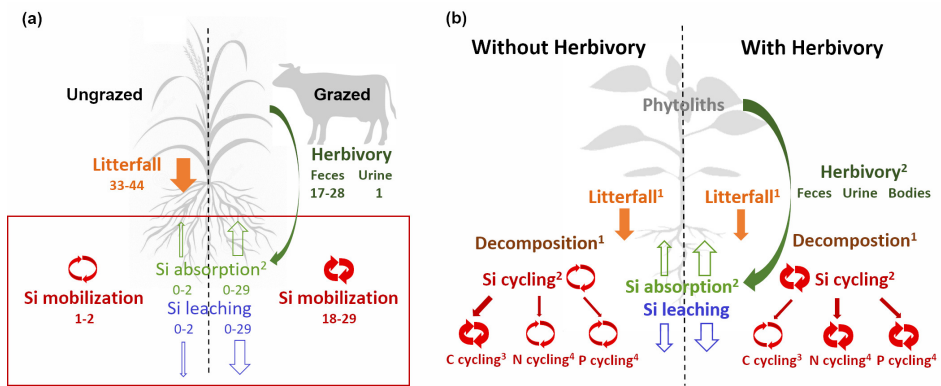 (a)
Ungrazed
Grazed
Litterfall
33-44
Herbivory
Feces Urine
17-28 1
Si absorption2
0-2 0-29
Si mobilization
1-2
Si leaching
0-2 0-29
Si mobilization
18-29
(b)
Without Herbivory
With Herbivory
Phytoliths
Herbivory²
Feces Urine Bodies
Litterfall¹
Litterfall¹
Decomposition¹
Decompostion¹
Si cycling²
Si absorption²
Si cycling²
Si leaching
C cycling³ N cycling⁴ P cycling⁴
C cycling³ N cycling⁴ P cycling⁴